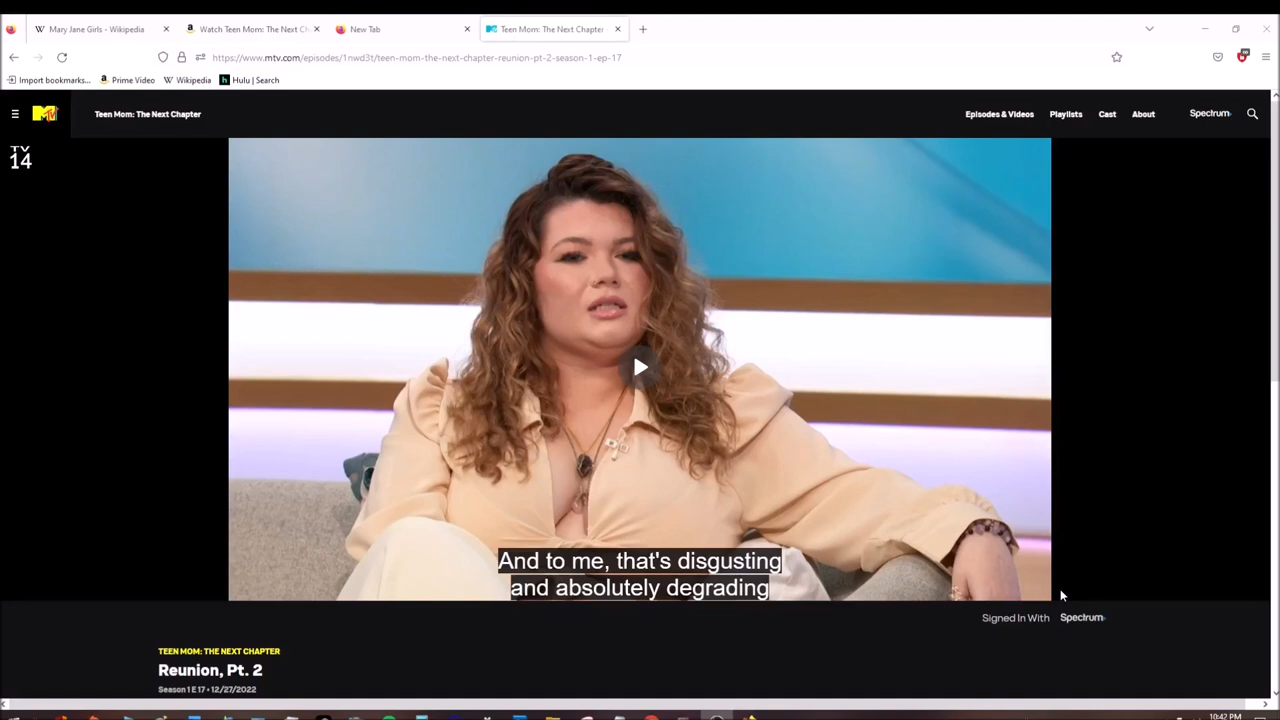 Mary Jane Girls - Wikipedia
Watch Teen Mom: The Next Ch
New Tab
Teen Mom: The Next Chapter
https://www.mtv.com/episodes/1nwd3t/teen-mom-the-next-chapter-reunion-pt-2-season-1-ep-17
Import bookmarks...
Prime Video
Wikipedia
Hulu | Search
MTV
Teen Mom: The Next Chapter
Episodes & Videos
Playlists
Cast
About
Spectrum
TV
14
And to me, that's disgusting
and absolutely degrading
Signed In With Spectrum
TEEN MOM: THE NEXT CHAPTER
Reunion, Pt. 2
Season 1 E 17 • 12/27/2022
10:42 PM